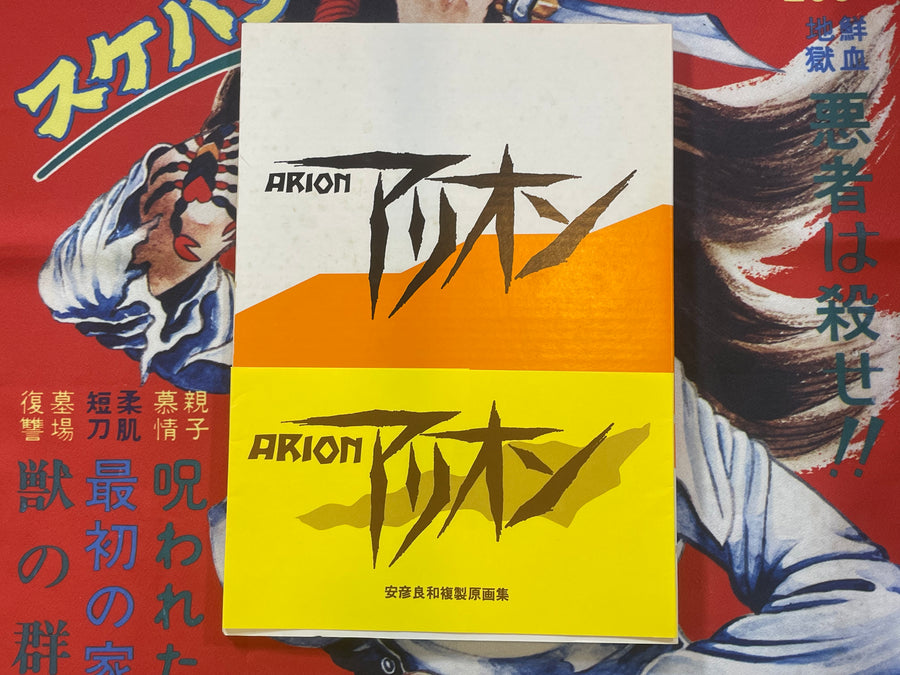 スケバ
鮮血
地獄
悪者は殺せ!!
ARION アリオン
ARION アリオン
安彦良和複製原画集
親子
慕情
呪われた
柔肌
短刀
最初の家
墓場
復讐
獣の群